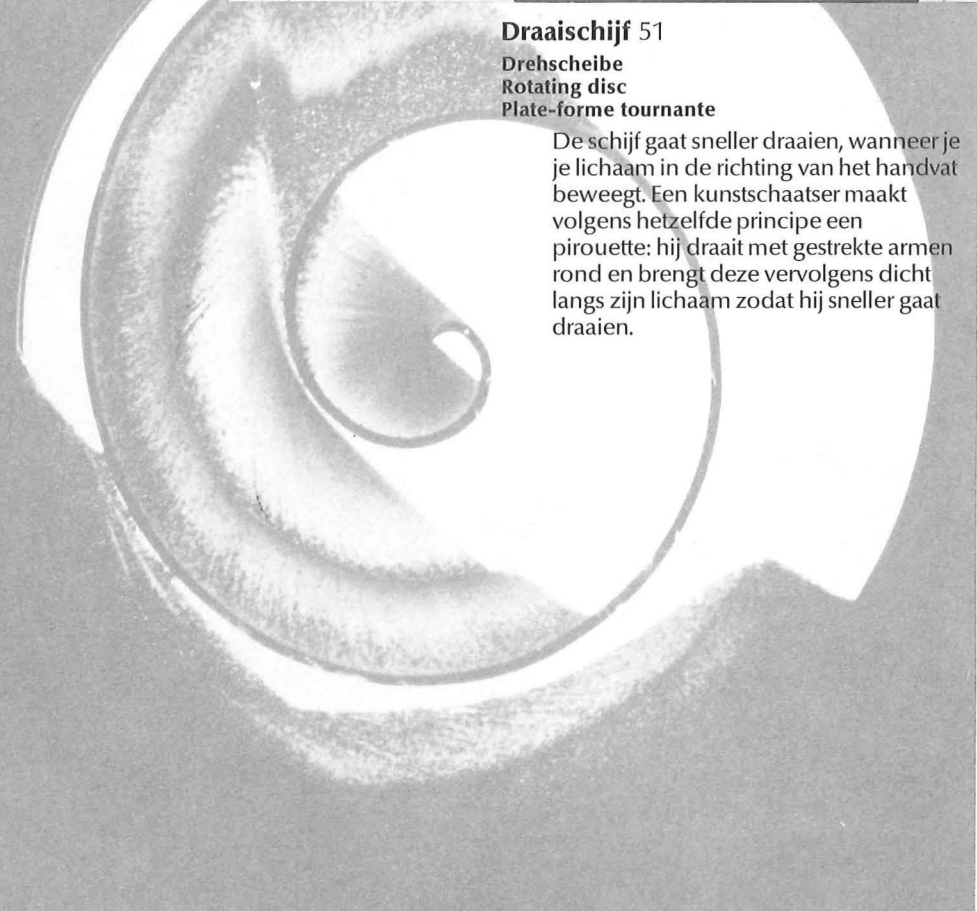 Draaischijf 51
Drehscheibe
Rotating disc
Plate-forme tournante
De schijf gaat sneller draaien, wanneer je
je lichaam in de richting van het handvat
beweegt. Een kunstschaatser maakt
volgens hetzelfde principe een
pirouette: hij draait met gestrekte armen
rond en brengt deze vervolgens dicht
langs zijn lichaam zodat hij sneller gaat
draaien.